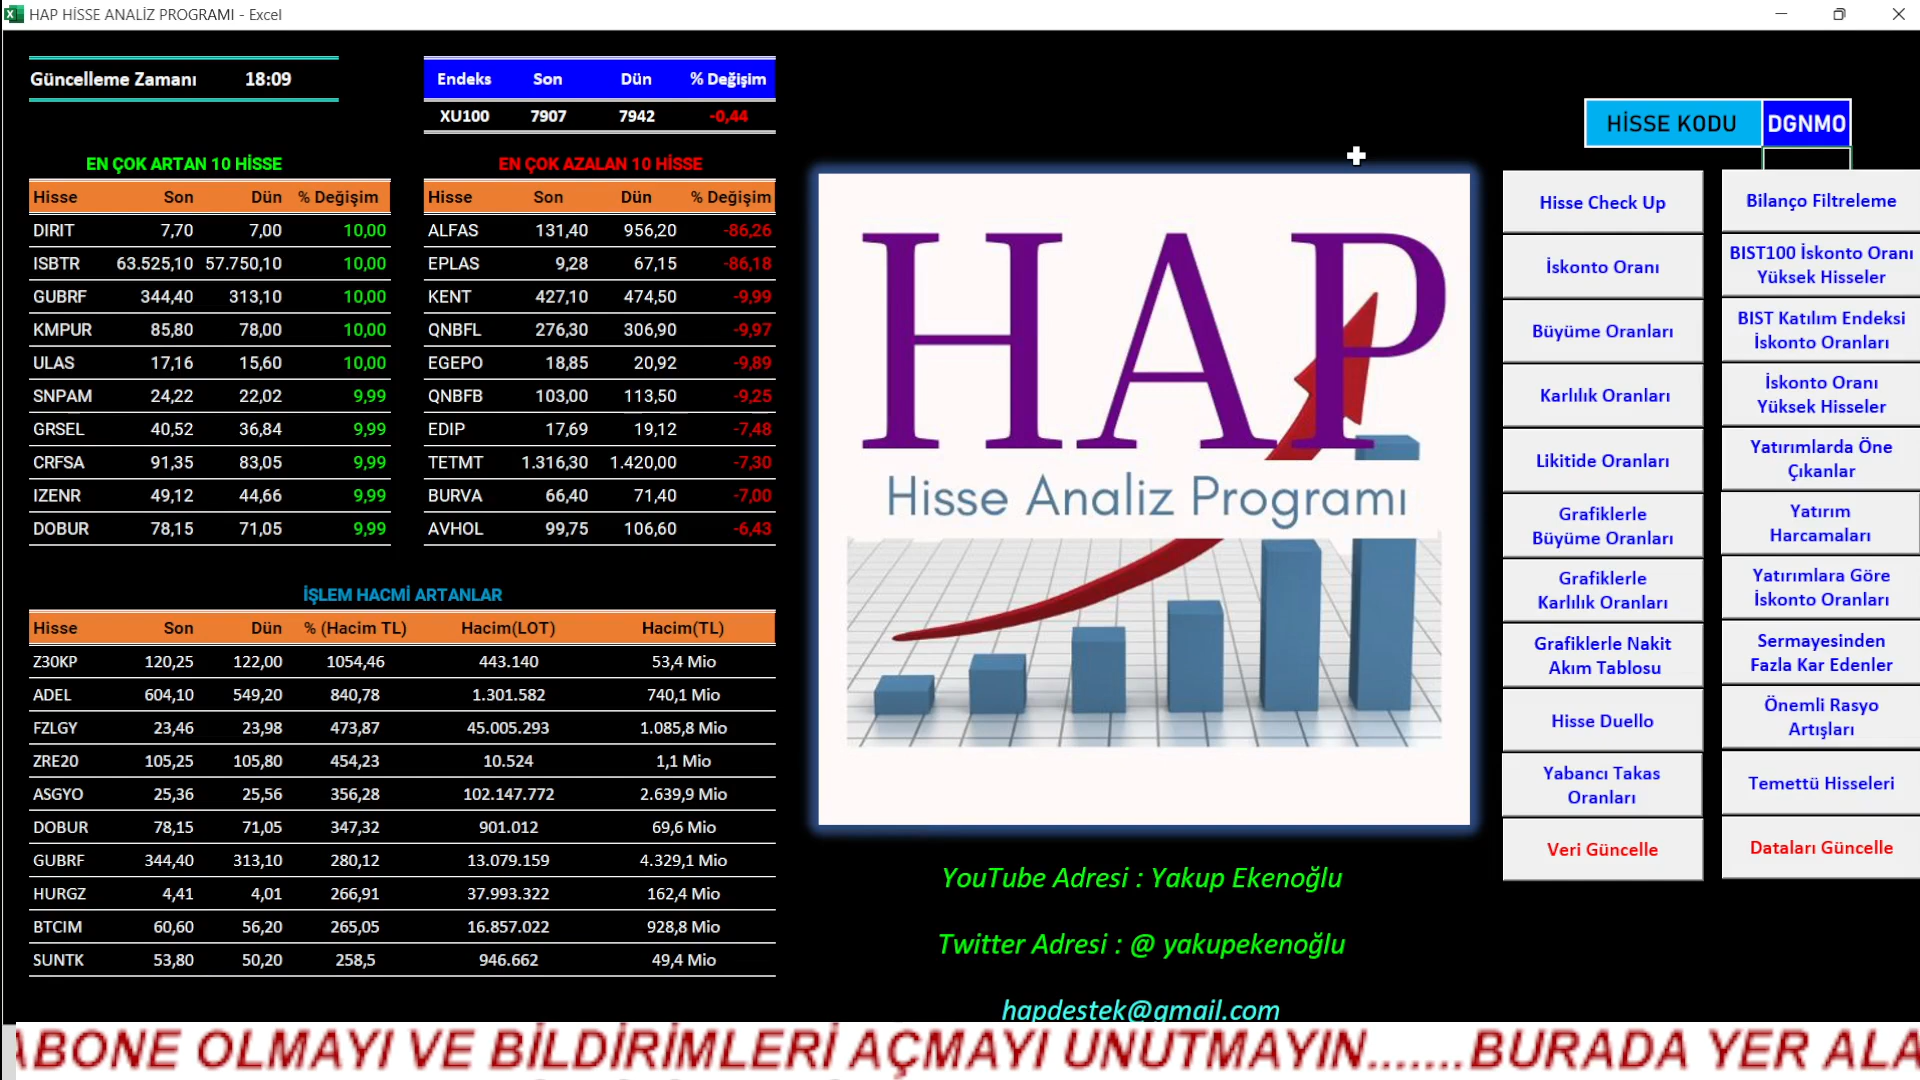 HAP HİSSE ANALİZ PROGRAMI - Excel
Güncelleme Zamanı 18:09
Endeks Son Dün % Değişim
XU100 7907 7942 -0,44
HİSSE KODU DGNMO
EN ÇOK ARTAN 10 HİSSE
Hisse Son Dün % Değişim
DIRIT 7,70 7,00 10,00
ISBTR 63.525,10 57.750,10 10,00
GUBRF 344,40 313,10 10,00
KMPUR 85,80 78,00 10,00
ULAS 17,16 15,60 10,00
SNPAM 24,22 22,02 9,99
GRSEL 40,52 36,84 9,99
CRFSA 91,35 83,05 9,99
IZENR 49,12 44,66 9,99
DOBUR 78,15 71,05 9,99
EN ÇOK AZALAN 10 HİSSE
Hisse Son Dün % Değişim
ALFAS 131,40 956,20 -86,26
EPLAS 9,28 67,15 -86,18
KENT 427,10 474,50 -9,99
QNBFL 276,30 306,90 -9,97
EGEPO 18,85 20,92 -9,89
QNBFB 103,00 113,50 -9,25
EDIP 17,69 19,12 -7,48
TETMT 1.316,30 1.420,00 -7,30
BURVA 66,40 71,40 -7,00
AVHOL 99,75 106,60 -6,43
İŞLEM HACMİ ARTANLAR
Hisse Son Dün % (Hacim TL) Hacim(LOT) Hacim(TL)
Z30KP 120,25 122,00 1054,46 443.140 53,4 Mio
ADEL 604,10 549,20 840,78 1.301.582 740,1 Mio
FZLGY 23,46 23,98 473,87 45.005.293 1.085,8 Mio
ZRE20 105,25 105,80 454,23 10.524 1,1 Mio
ASGYO 25,36 25,56 356,28 102.147.772 2.639,9 Mio
DOBUR 78,15 71,05 347,32 901.012 69,6 Mio
GUBRF 344,40 313,10 280,12 13.079.159 4.329,1 Mio
HURGZ 4,41 4,01 266,91 37.993.322 162,4 Mio
BTCIM 60,60 56,20 265,05 16.857.022 928,8 Mio
SUNTK 53,80 50,20 258,5 946.662 49,4 Mio
HAP
Hisse Analiz Programı
YouTube Adresi : Yakup Ekenoğlu
Twitter Adresi : @ yakupekenoğlu
hapdestek@gmail.com
Hisse Check Up
İskonto Oranı
Büyüme Oranları
Karlılık Oranları
Likitide Oranları
Grafiklerle
Büyüme Oranları
Grafiklerle
Karlılık Oranları
Grafiklerle Nakit
Akım Tablosu
Hisse Duello
Yabancı Takas
Oranları
Veri Güncelle
Bilanço Filtreleme
BIST100 İskonto Oranı
Yüksek Hisseler
BIST Katılım Endeksi
İskonto Oranları
İskonto Oranı
Yüksek Hisseler
Yatırımlarda Öne
Çıkanlar
Yatırım
Harcamaları
Yatırımlara Göre
İskonto Oranları
Sermayesinden
Fazla Kar Edenler
Önemli Rasyo
Artışları
Temettü Hisseleri
Dataları Güncelle
ABONE OLMAYI VE BİLDİRİMLERİ AÇMAYI UNUTMAYIN.......BURADA YER ALA